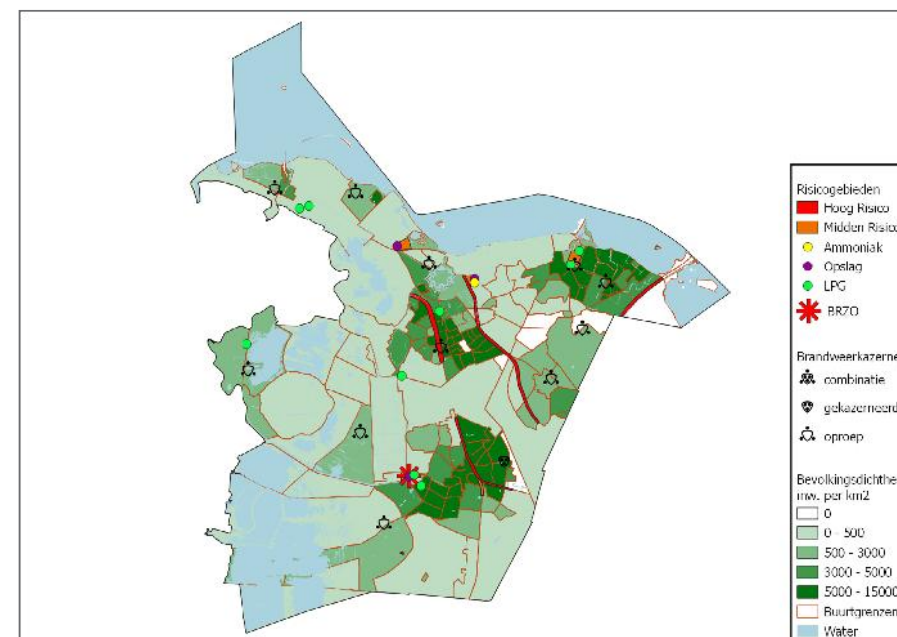 Risicogebieden
Hoog Risico
Midden Risico
Ammoniak
Opslag
LPG
BRZO
Brandweerkazerne
combinatie
gekazerneerd
oproep
Bevolkingsdichthe
inw. per km2
0
0 - 500
500 - 3000
3000 - 5000
5000 - 15000
Buurtgrenzen
Water